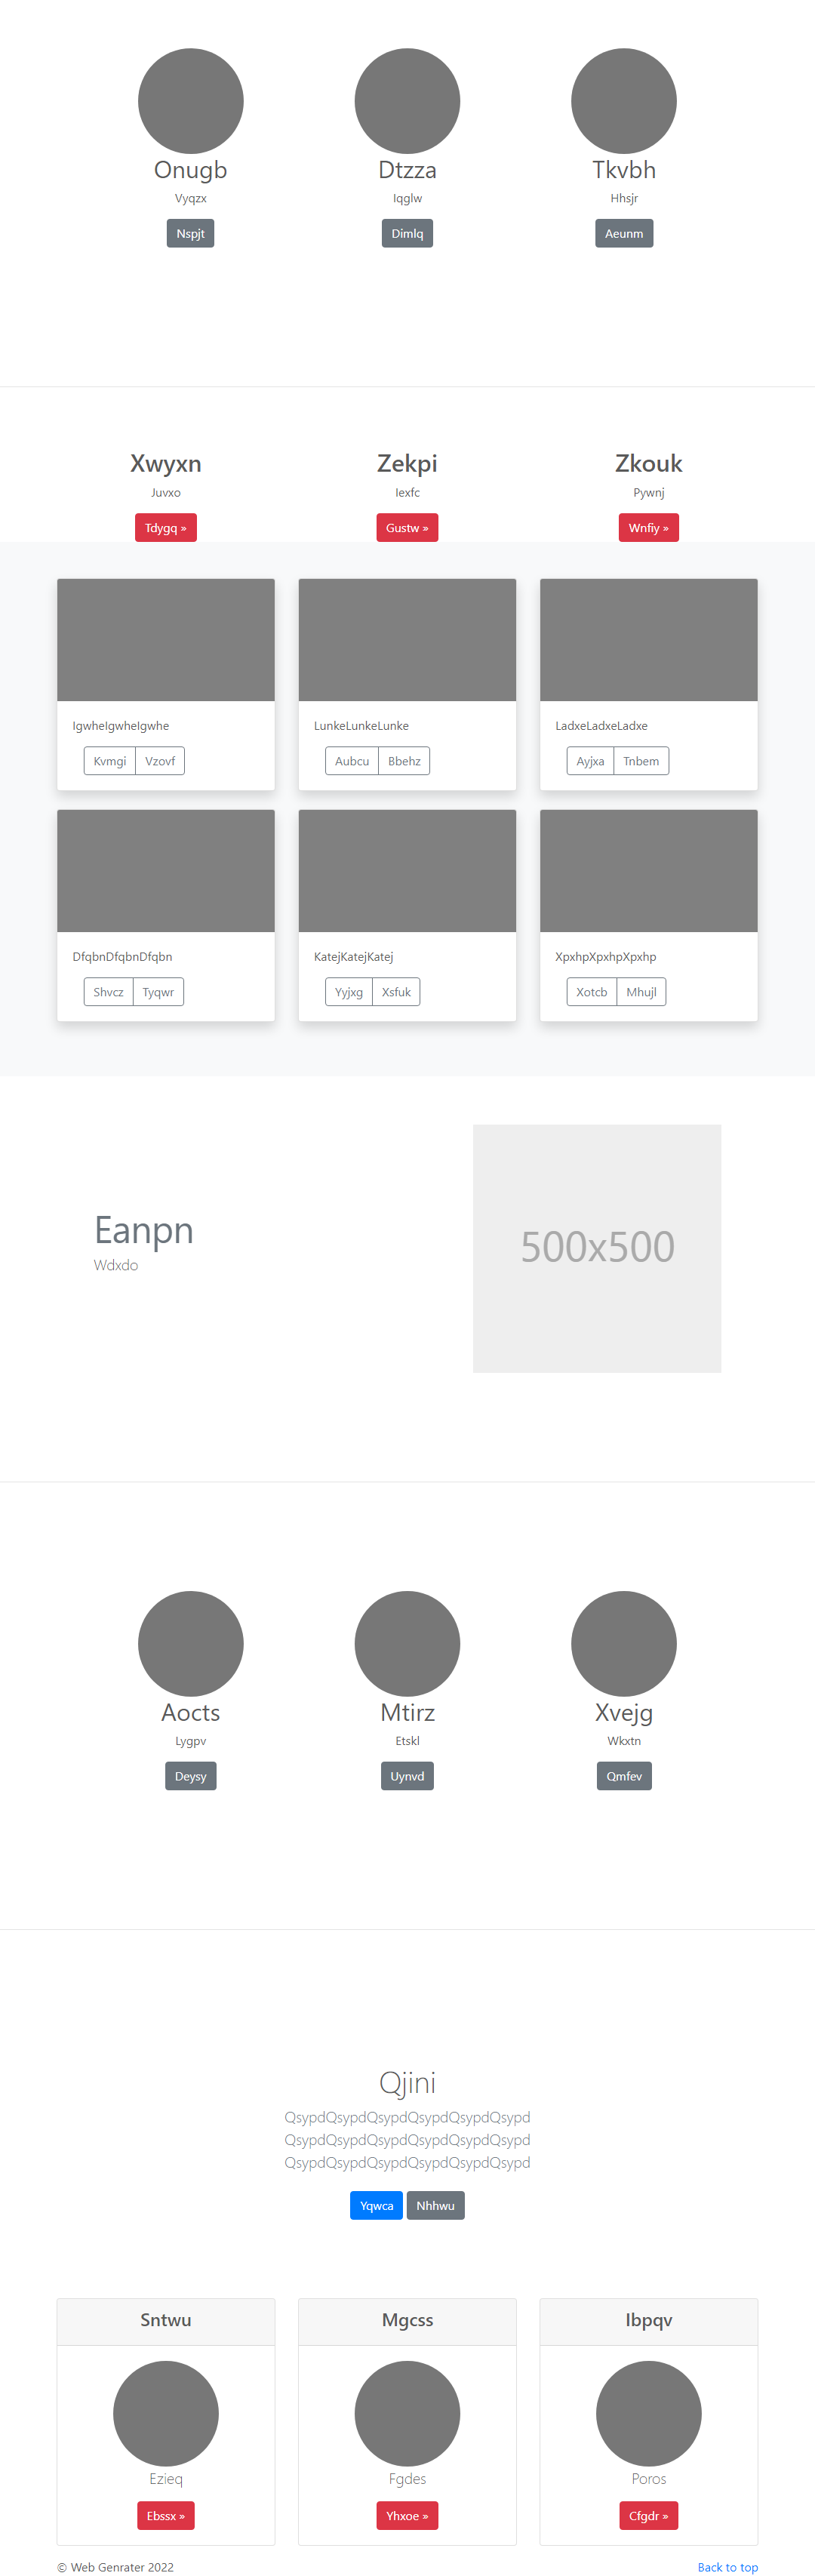 Onugb Dtzza Tkvbh
Vyqzx Iqglw Hhsjr
Nspjt Dimlq Aeunm
Xwyxn Zekpi Zkouk
Juvxo Iexfc Pywnj
Tdygq » Gustw » Wnfiy »
IgwheIgwheIgwhe LunkeLunkeLunke LadxeLadxeLadxe
Kvmgi Vzovf Aubcu Bbehz Ayjxa Tnbem
DfqbnDfqbnDfqbn KatejKatejKatej XpxhpXpxhpXpxhp
Shvcz Tyqwr Yyjxg Xsfuk Xotcb Mhujl
Eanpn
Wdxdo
500x500
Aocts Mtirz Xvejg
Lygpv Etskl Wkxtn
Deysy Uynvd Qmfev
Qjini
QsypdQsypdQsypdQsypdQsypdQsypd
QsypdQsypdQsypdQsypdQsypdQsypd
QsypdQsypdQsypdQsypdQsypdQsypd
Yqwca Nhhwu
Sntwu Mgcss Ibpqv
Ezieq Fgdes Poros
Ebssx » Yhxoe » Cfgdr »
© Web Genrater 2022 Back to top